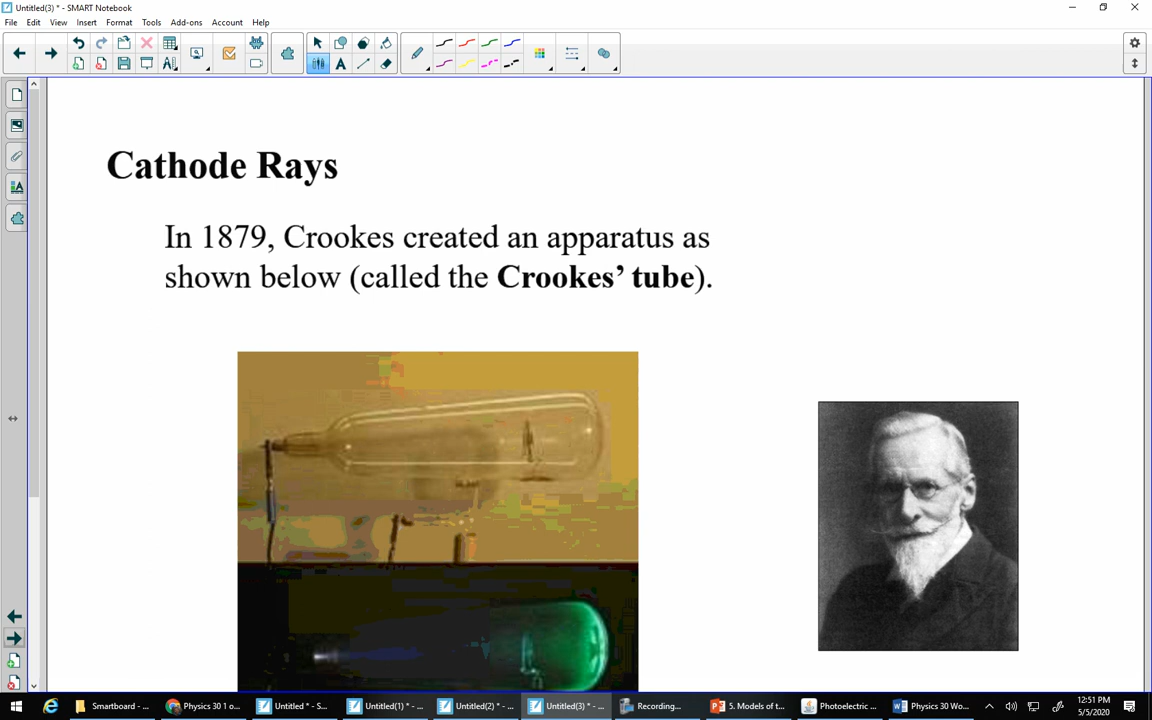 Untitled(3) * - SMART Notebook
File Edit View Insert Format Tools Add-ons Account Help
Cathode Rays
In 1879, Crookes created an apparatus as
shown below (called the Crookes’ tube).
Smartboard - ... Physics 30 1 o... Untitled * - S... Untitled(1) * - ... Untitled(2) * - ... Untitled(3) * - ... Recording... 5. Models of t... Photoelectric ... Physics 30 Wo... 12:51 PM
5/5/2020